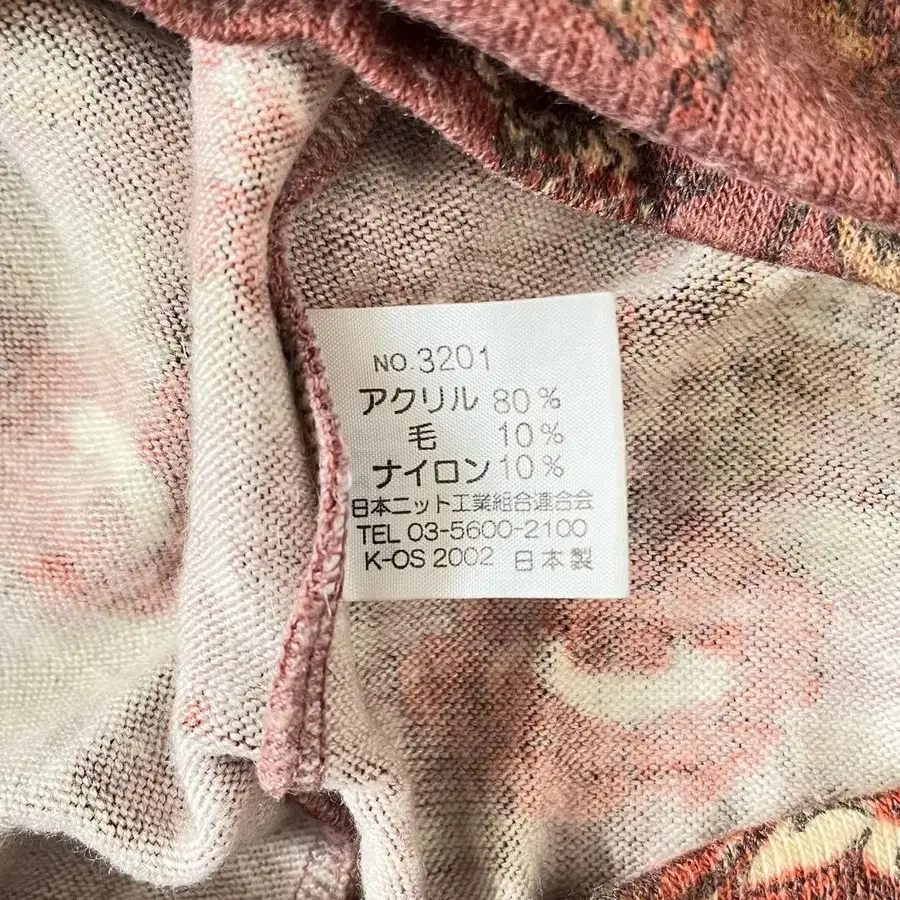 NO.3201
アクリル 80%
毛 10%
ナイロン 10%
日本ニット工業組合連合会
TEL 03-5600-2100
K-OS 2002 日本製